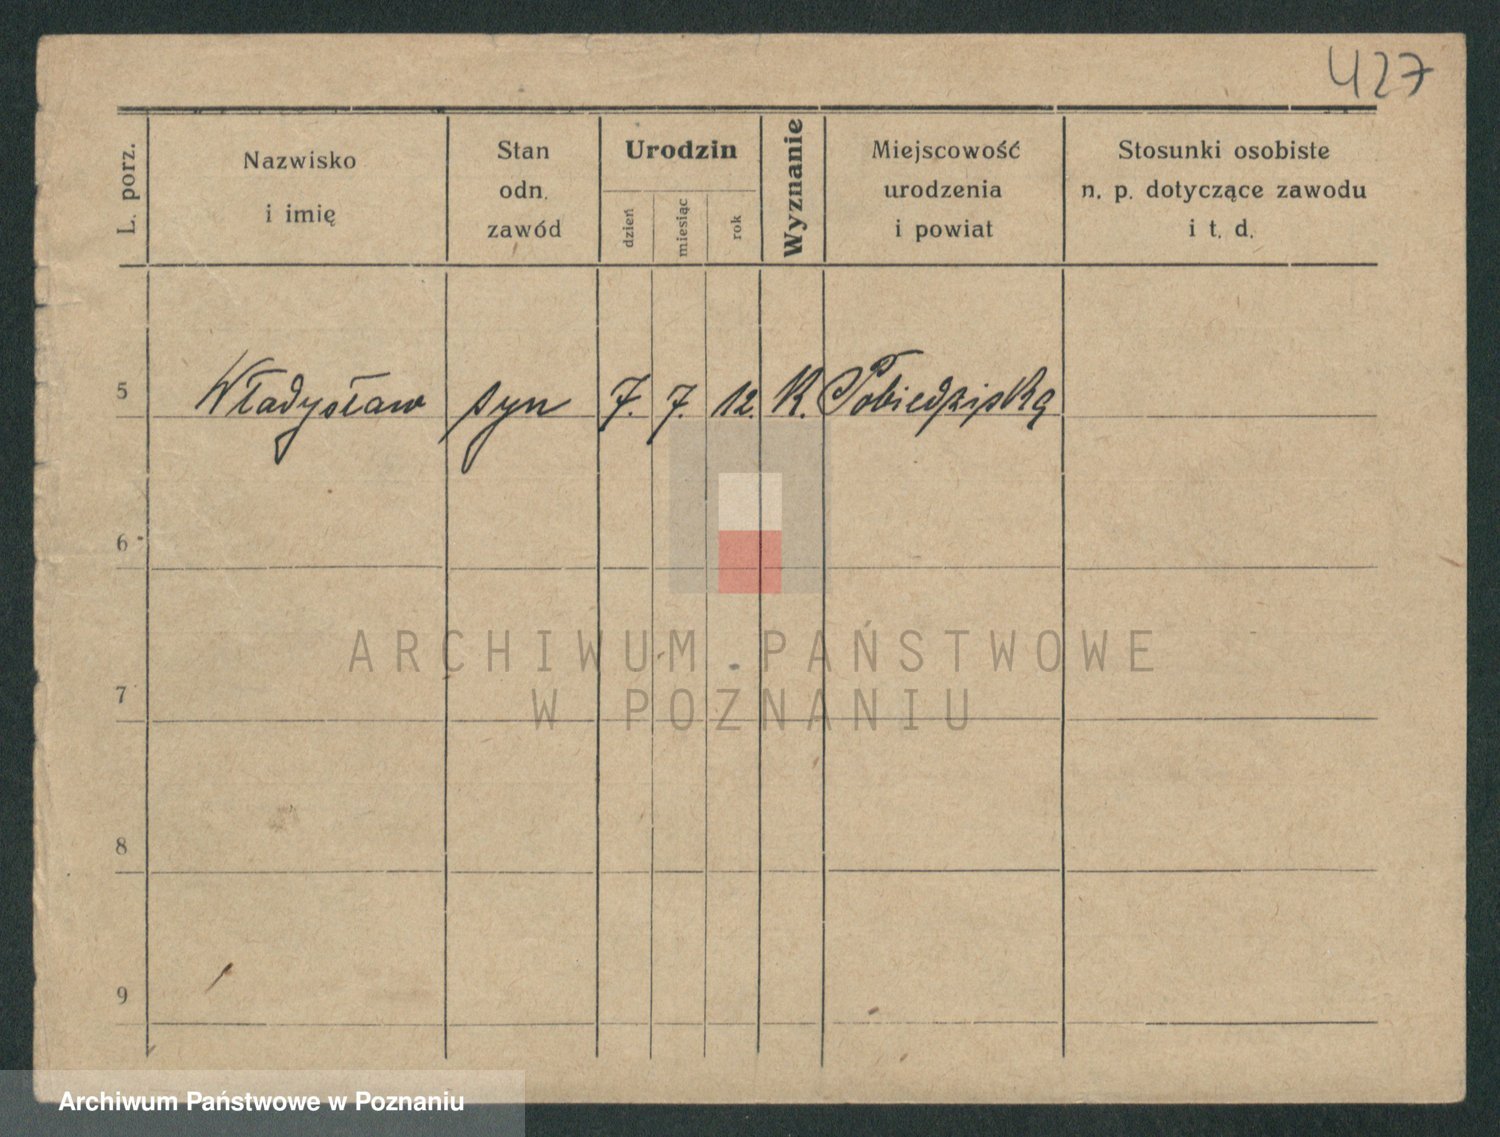 427
L. porz.
Nazwisko
i imię
Stan
odn.
zawód
Urodzin
dzień
miesiąc
rok
Wyznanie
Miejscowość
urodzenia
i powiat
Stosunki osobiste
n. p. dotyczące zawodu
i t. d.
5 Władysław syn 7. 7. 12. K. Pobiedziska
6
7
8
9
ARCHIWUM PAŃSTWOWE
W POZNANIU
Archiwum Państwowe w Poznaniu